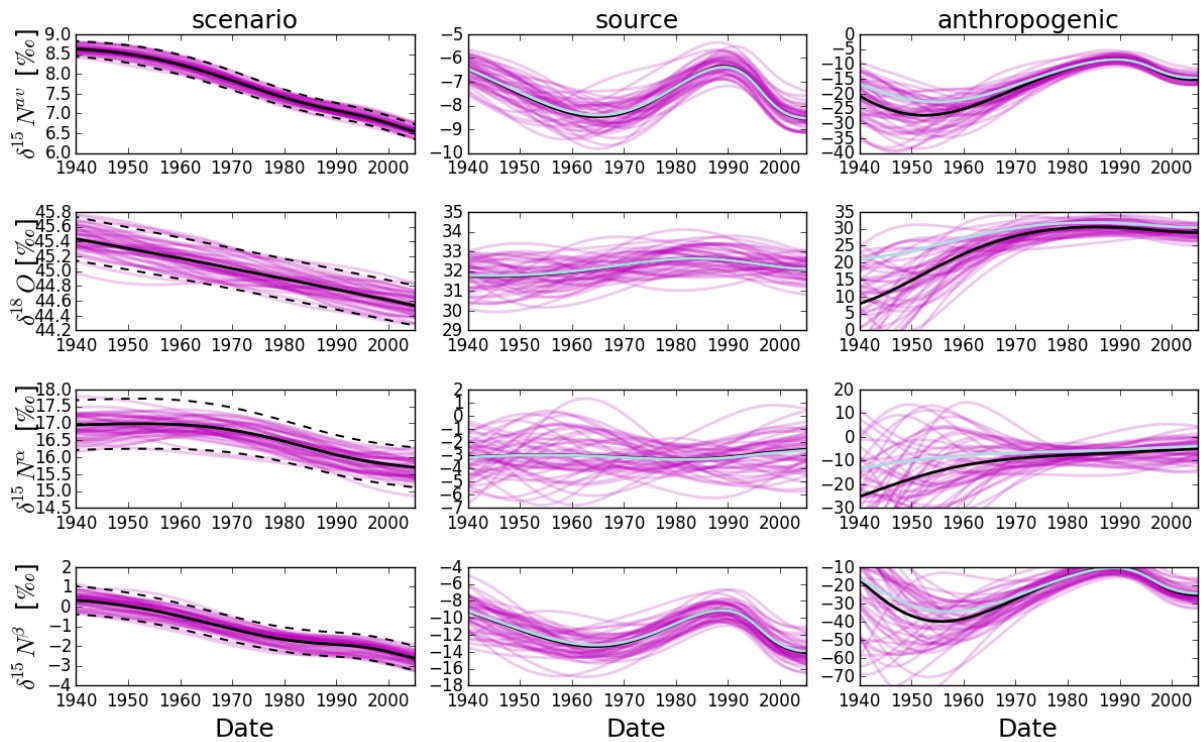 scenario source anthropogenic
δ¹⁵ Nᵃᵛ [‰]
9.0 8.5 8.0 7.5 7.0 6.5 6.0
1940 1950 1960 1970 1980 1990 2000
−5 −6 −7 −8 −9 −10
1940 1950 1960 1970 1980 1990 2000
0 −5 −10 −15 −20 −25 −30 −35 −40
1940 1950 1960 1970 1980 1990 2000
δ¹⁸ O [‰]
45.8 45.6 45.4 45.2 45.0 44.8 44.6 44.4 44.2
1940 1950 1960 1970 1980 1990 2000
35 34 33 32 31 30 29
1940 1950 1960 1970 1980 1990 2000
35 30 25 20 15 10 5 0
1940 1950 1960 1970 1980 1990 2000
δ¹⁵ Nᵅ [‰]
18.0 17.5 17.0 16.5 16.0 15.5 15.0 14.5
1940 1950 1960 1970 1980 1990 2000
2 1 0 −1 −2 −3 −4 −5 −6 −7
1940 1950 1960 1970 1980 1990 2000
20 10 0 −10 −20 −30
1940 1950 1960 1970 1980 1990 2000
δ¹⁵ Nᵝ [‰]
2 1 0 −1 −2 −3 −4
1940 1950 1960 1970 1980 1990 2000
−4 −6 −8 −10 −12 −14 −16 −18
1940 1950 1960 1970 1980 1990 2000
−10 −20 −30 −40 −50 −60 −70
1940 1950 1960 1970 1980 1990 2000
Date Date Date